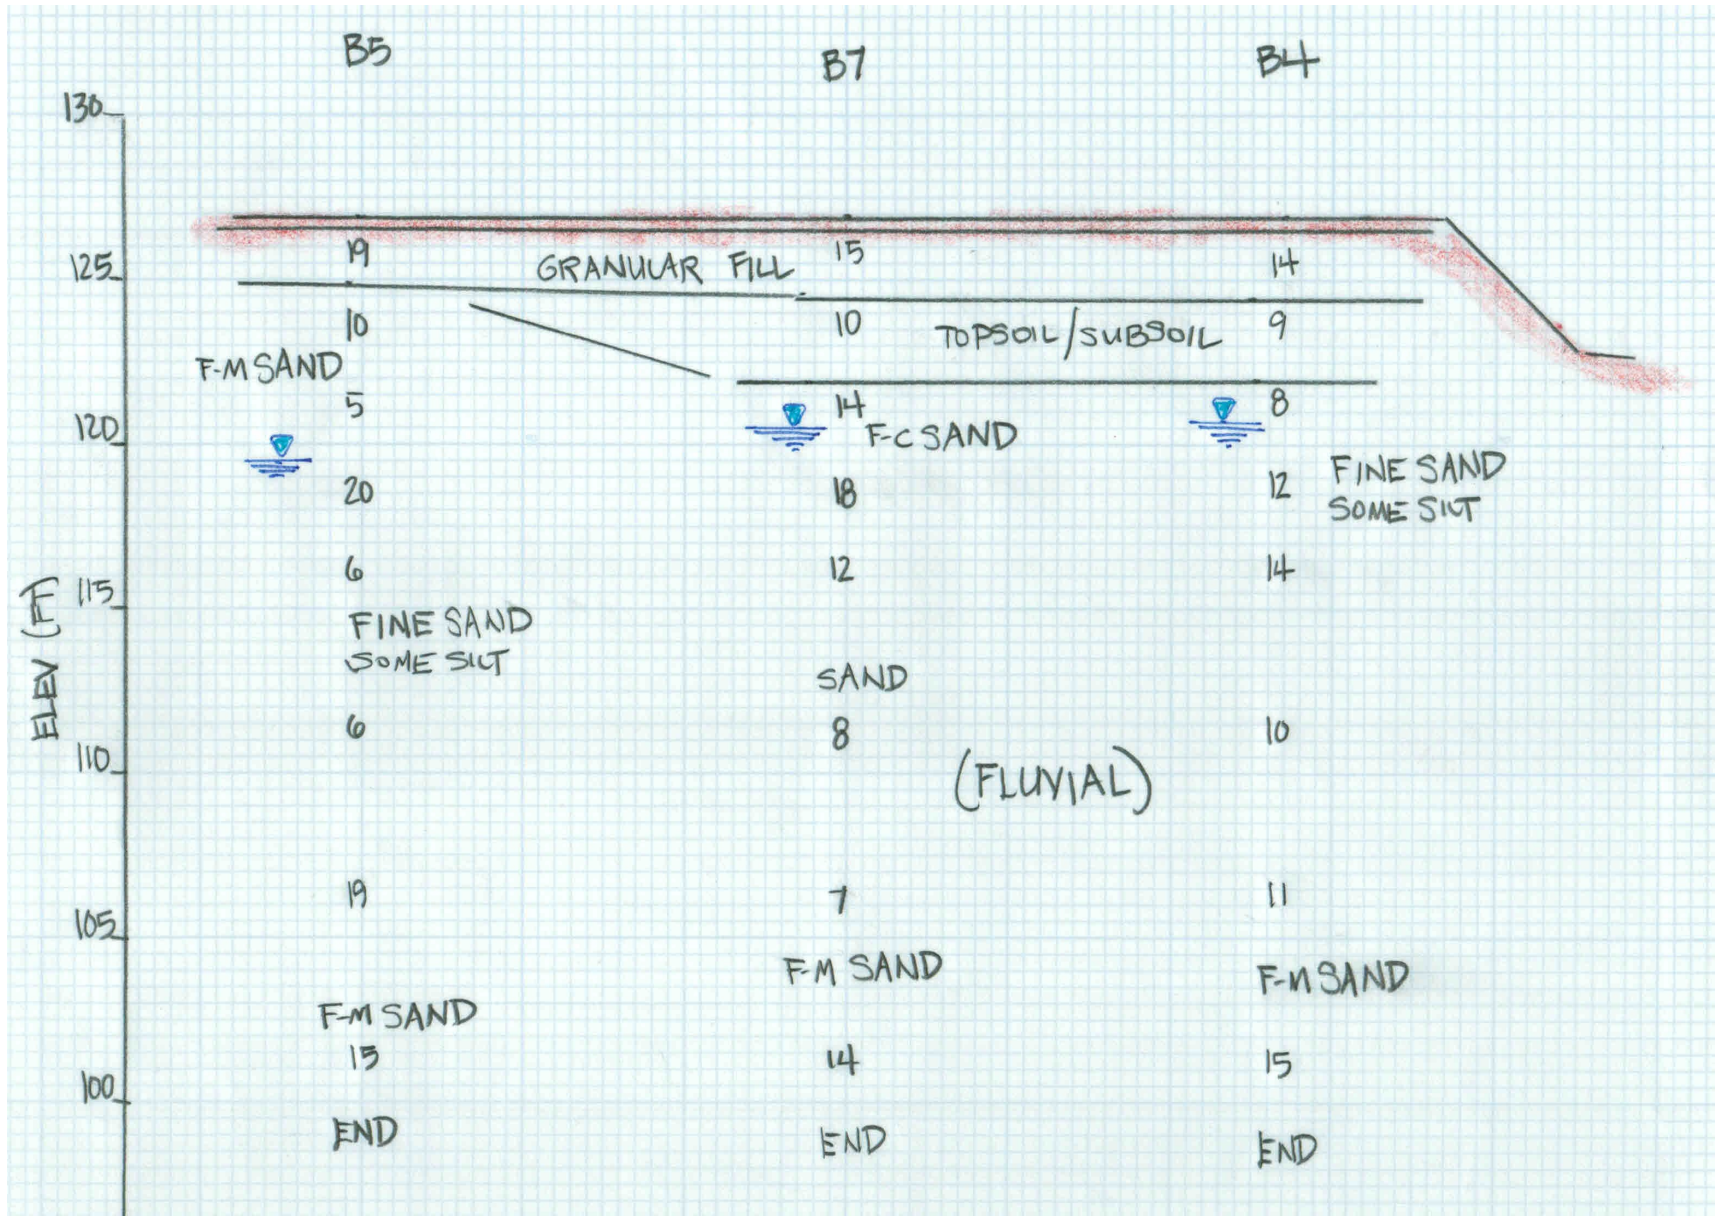 B5 B7 B4
130
19 15 14
125 GRANULAR FILL
10 10 TOPSOIL/SUBSOIL 9
F-M SAND
5 14 8
120 F-C SAND
20 18 12 FINE SAND
SOME SILT
6 12 14
115
FINE SAND
SOME SILT
SAND
6 8 10
110 (FLUVIAL)
ELEV (FT)
19 7 11
105
F-M SAND F-M SAND
F-M SAND
15 14 15
100
END END END